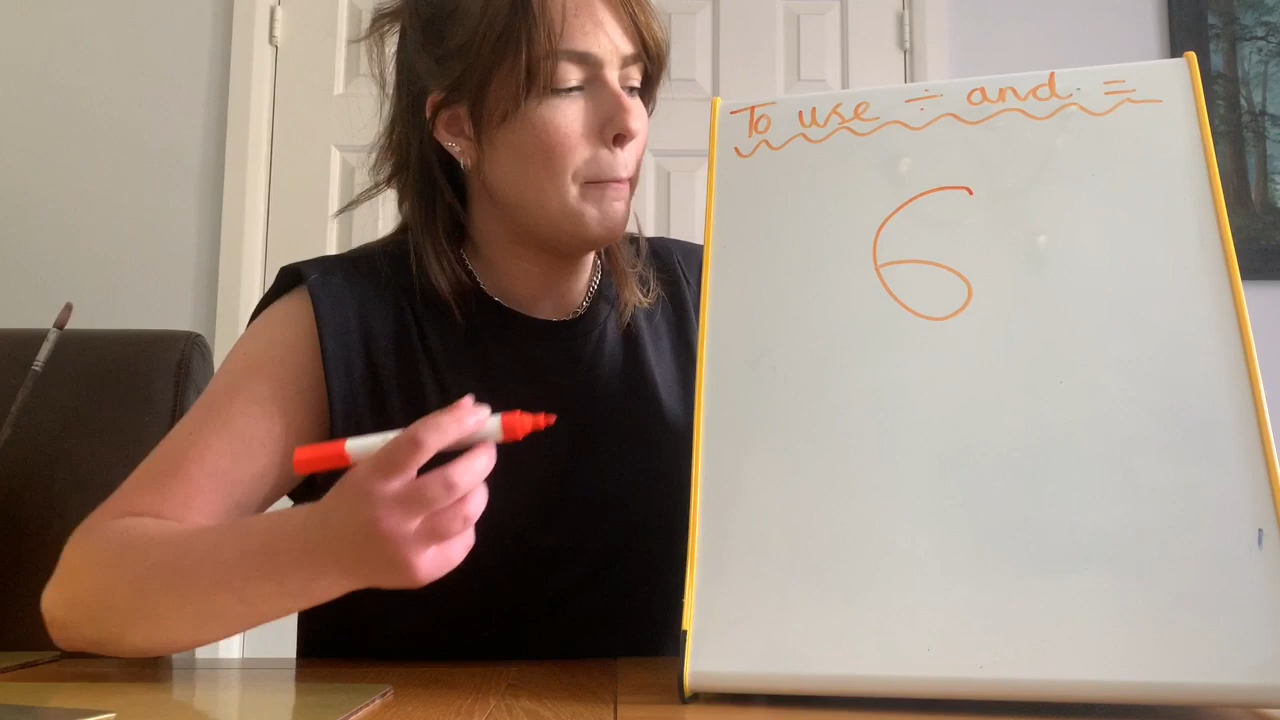 To use ÷ and =
6